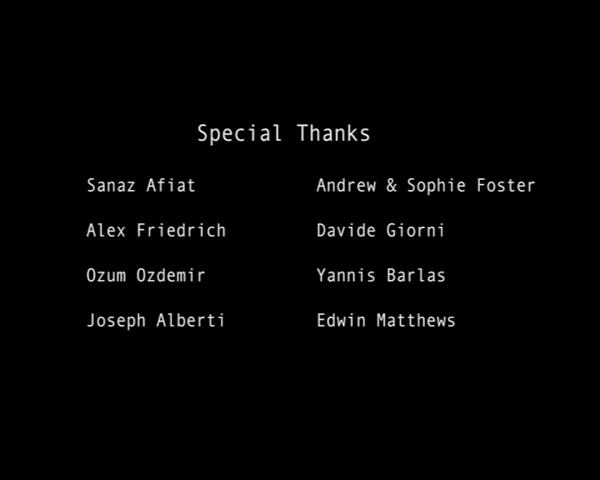 Special Thanks
Sanaz Afiat Andrew & Sophie Foster
Alex Friedrich Davide Giorni
Ozum Ozdemir Yannis Barlas
Joseph Alberti Edwin Matthews